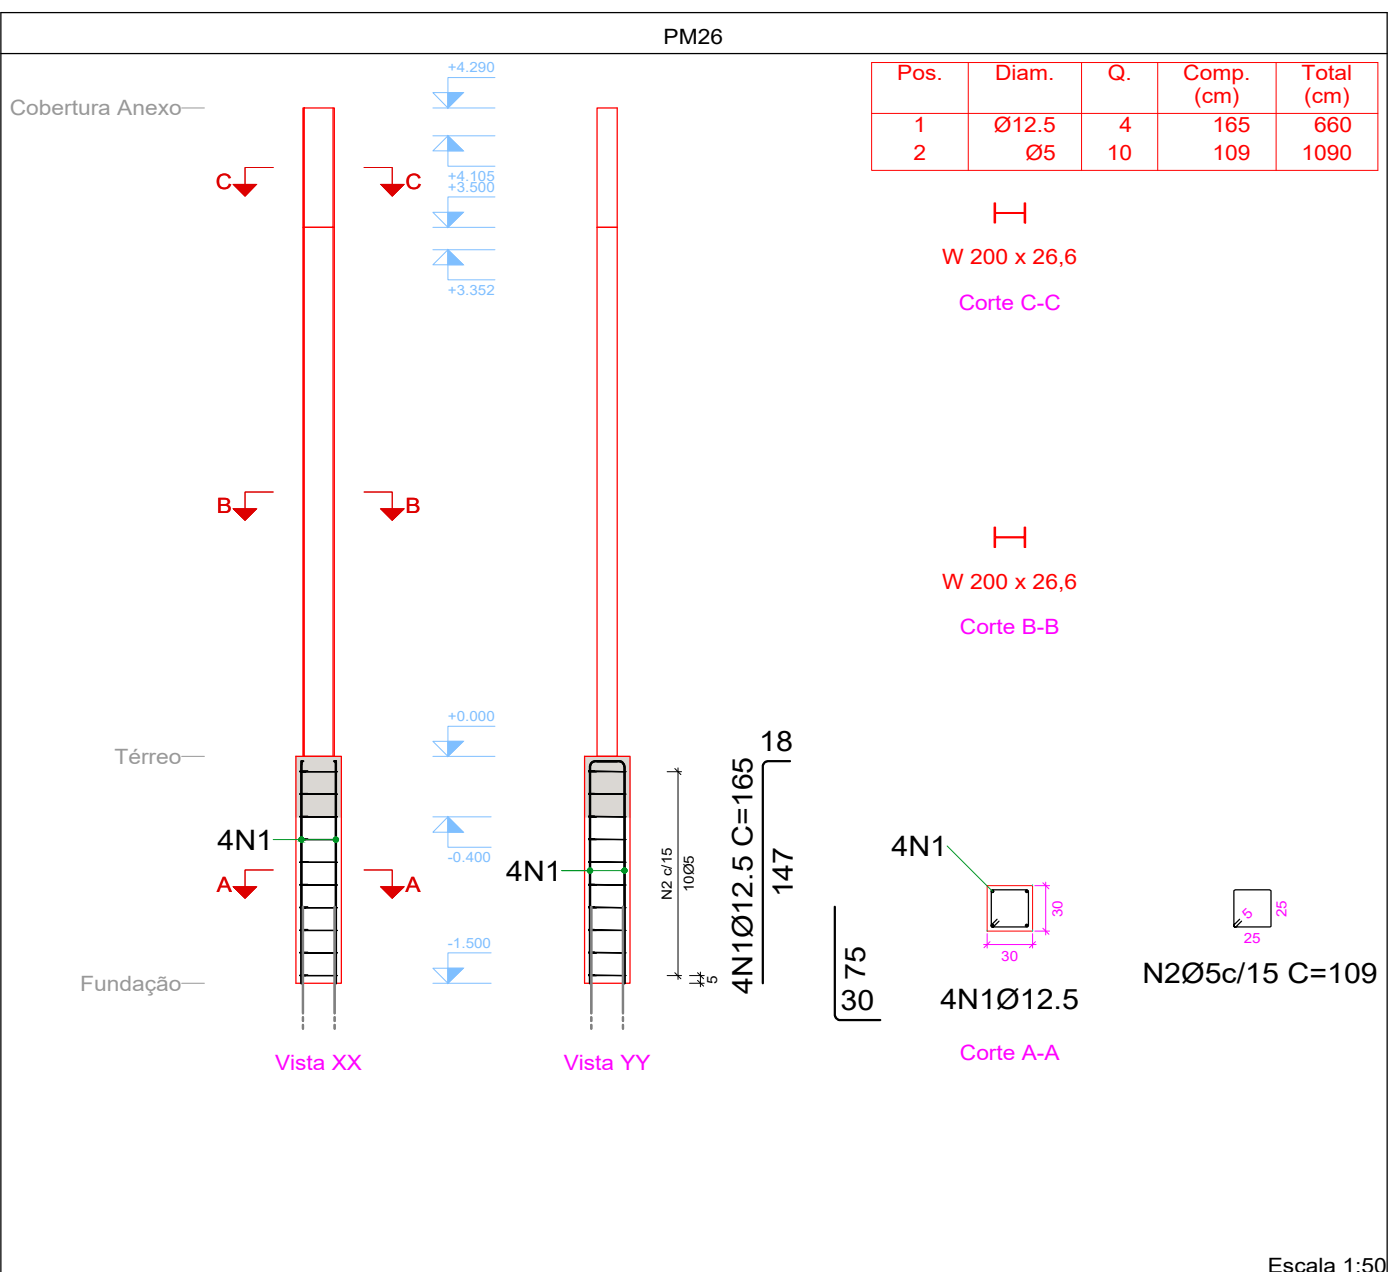 PM26
Pos. Diam. Q. Comp. (cm) Total (cm)
1 Ø12.5 4 165 660
2 Ø5 10 109 1090
Cobertura Anexo
+4.290
+4.105
+3.500
+3.352
C C
W 200 x 26,6
Corte C-C
B B
W 200 x 26,6
Corte B-B
Térreo
+0.000
-0.400
-1.500
4N1
A A
Fundação
Vista XX
4N1
N2 c/15
10Ø5
5
Vista YY
4N1Ø12.5 C=165
18
147
75
30
4N1
30
30
4N1Ø12.5
Corte A-A
5
25
25
N2Ø5c/15 C=109
Escala 1:50